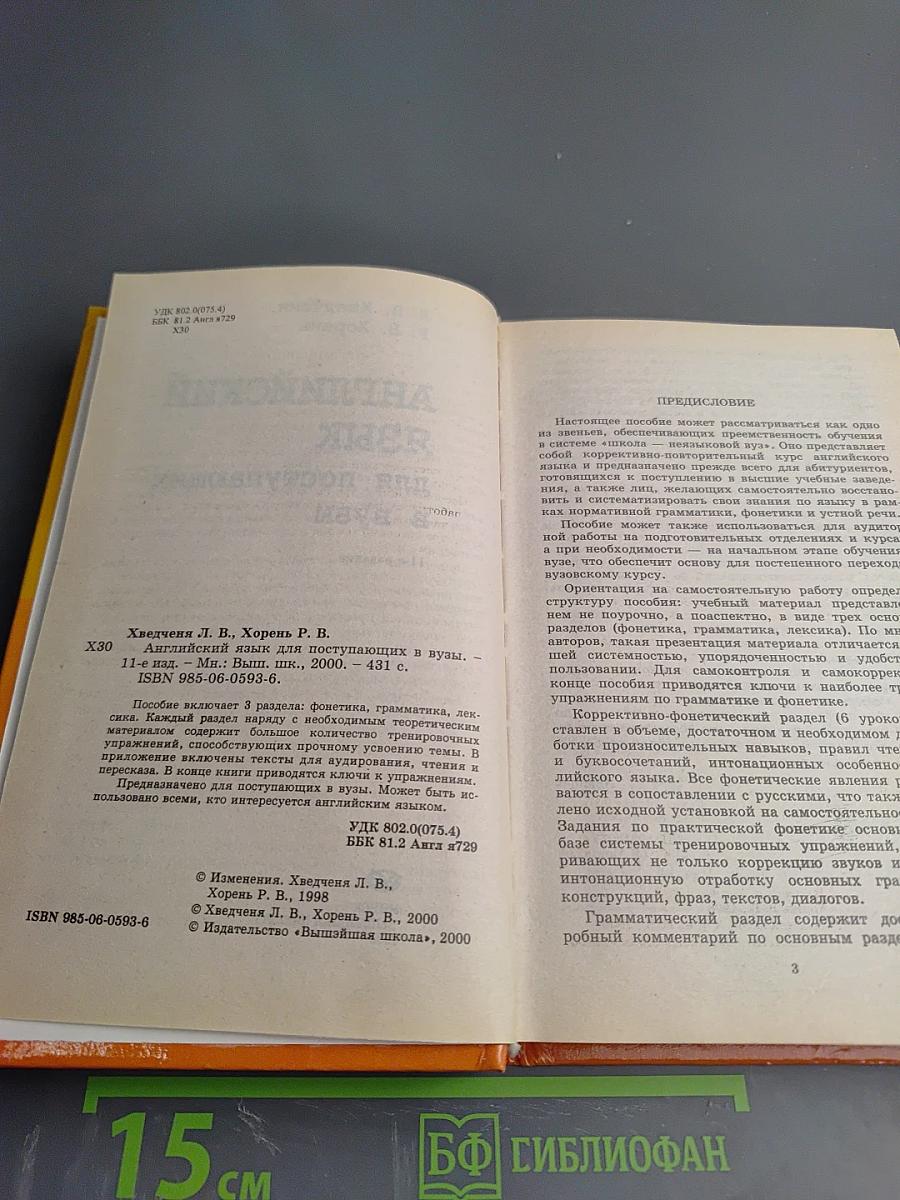 УДК 802.0(075.4)
ББК 81.2 Англ я729
Х30
Хведченя Л. В., Хорень Р. В.
Х30 Английский язык для поступающих в вузы. –
11-е изд. – Мн.: Выш. шк., 2000. – 431 с.
ISBN 985-06-0593-6.
Пособие включает 3 раздела: фонетика, грамматика, лек-
сика. Каждый раздел наряду с необходимым теоретическим
материалом содержит большое количество тренировочных
упражнений, способствующих прочному усвоению темы. В
приложение включены тексты для аудирования, чтения и
пересказа. В конце книги приводятся ключи к упражнениям.
Предназначено для поступающих в вузы. Может быть ис-
пользовано всеми, кто интересуется английским языком.
УДК 802.0(075.4)
ББК 81.2 Англ я729
© Изменения. Хведченя Л. В.,
Хорень Р. В., 1998
© Хведченя Л. В., Хорень Р. В., 2000
ISBN 985-06-0593-6 © Издательство «Вышэйшая школа», 2000
ПРЕДИСЛОВИЕ
Настоящее пособие может рассматриваться как одно
из звеньев, обеспечивающих преемственность обучения
в системе «школа — неязыковой вуз». Оно представляет
собой коррективно-повторительный курс английского
языка и предназначено прежде всего для абитуриентов,
готовящихся к поступлению в высшие учебные заведе-
ния, а также лиц, желающих самостоятельно восстано-
вить и систематизировать свои знания по языку в рам-
ках нормативной грамматики, фонетики и устной речи.
Пособие может также использоваться для аудитор
ной работы на подготовительных отделениях и курса
а при необходимости — на начальном этапе обучения
вузе, что обеспечит основу для постепенного переход
вузовскому курсу.
Ориентация на самостоятельную работу определ
структуру пособия: учебный материал представле
нем не поурочно, а поаспектно, в виде трех основ
разделов (фонетика, грамматика, лексика). По мн
авторов, такая презентация материала отличается
шей системностью, упорядоченностью и удобст
пользовании. Для самоконтроля и самокоррек
конце пособия приводятся ключи к наиболее тр
упражнениям по грамматике и фонетике.
Коррективно-фонетический раздел (6 уроко
ставлен в объеме, достаточном и необходимом д
ботки произносительных навыков, правил чте
и буквосочетаний, интонационных особенно
лийского языка. Все фонетические явления р
ваются в сопоставлении с русскими, что такж
лено исходной установкой на самостоятельно
Задания по практической фонетике основ
базе системы тренировочных упражнений,
ривающих не только коррекцию звуков и
интонационную отработку основных гра
конструкций, фраз, текстов, диалогов.
Грамматический раздел содержит дос
робный комментарий по основным разде
3
15 см
БФ БИБЛИОФАН